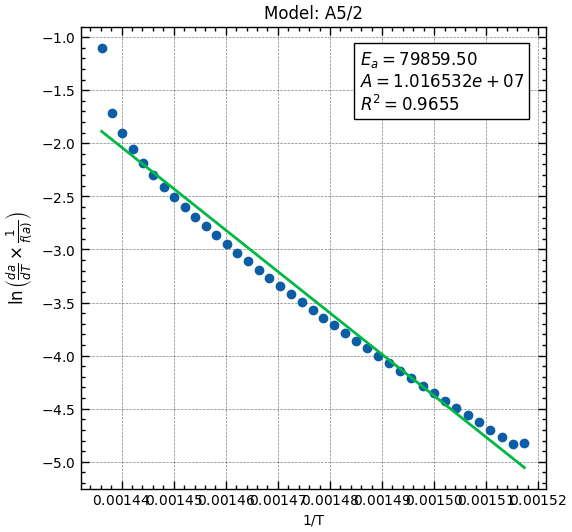 Model: A5/2
E_a = 79859.50
A = 1.016532e + 07
R^2 = 0.9655
ln(da/dT × 1/f(a))
−1.0
−1.5
−2.0
−2.5
−3.0
−3.5
−4.0
−4.5
−5.0
0.00144 0.00145 0.00146 0.00147 0.00148 0.00149 0.00150 0.00151 0.00152
1/T